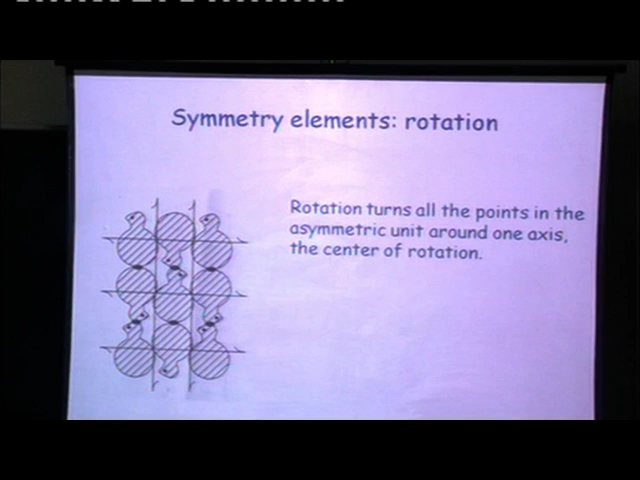 Symmetry elements: rotation
Rotation turns all the points in the
asymmetric unit around one axis,
the center of rotation.